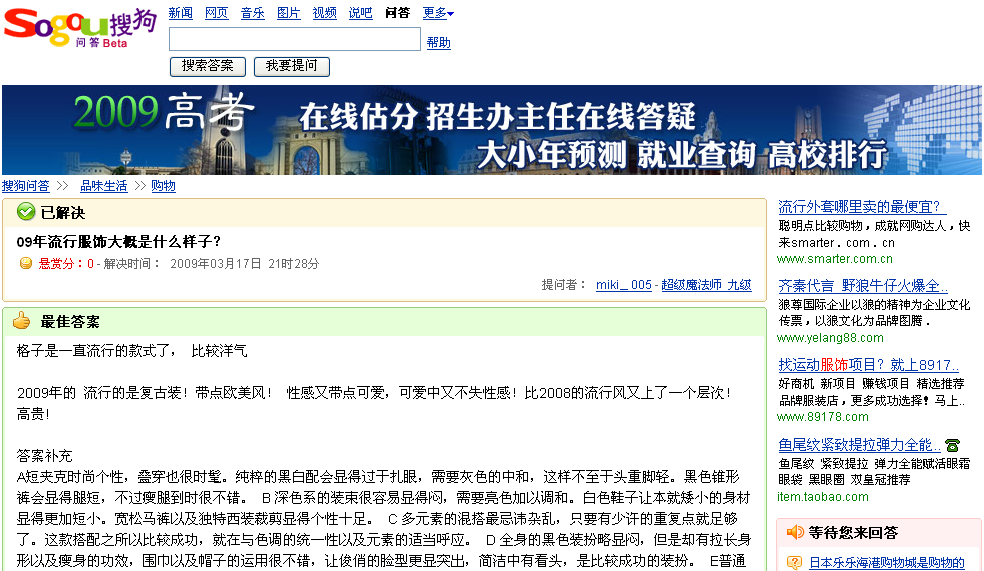 Sogou搜狗
问答Beta
新闻 网页 音乐 图片 视频 说吧 问答 更多
帮助
搜索答案 我要提问
2009高考 在线估分 招生办主任在线答疑
大小年预测 就业查询 高校排行
搜狗问答 >> 品味生活 >> 购物
已解决
09年流行服饰大概是什么样子？
悬赏分：0 - 解决时间： 2009年03月17日 21时28分
提问者： miki_005 - 超级魔法师 九级
最佳答案
格子是一直流行的款式了， 比较洋气
2009年的 流行的是复古装！带点欧美风！ 性感又带点可爱，可爱中又不失性感！比2008的流行风又上了一个层次！
高贵！
答案补充
A短夹克时尚个性，叠穿也很时髦。纯粹的黑白配会显得过于扎眼，需要灰色的中和，这样不至于头重脚轻。黑色锥形
裤会显得腿短，不过瘦腿到时很不错。 B 深色系的装束很容易显得闷，需要亮色加以调和。白色鞋子让本就矮小的身材
显得更加短小。宽松马裤以及独特西装裁剪显得个性十足。 C 多元素的混搭最忌讳杂乱，只要有少许的重复点就足够
了。这款搭配之所以比较成功，就在与色调的统一性以及元素的适当呼应。 D 全身的黑色装扮略显闷，但是却有拉长身
形以及瘦身的功效，围巾以及帽子的运用很不错，让俊俏的脸型更显突出，简洁中有看头，是比较成功的装扮。 E普通
流行外套哪里卖的最便宜？
聪明点比较购物，成就网购达人，快
来smarter．com．cn
www.smarter.com.cn
齐秦代言 野狼牛仔火爆全..
狼尊国际企业以狼的精神为企业文化
传票，以狼文化为品牌图腾．
www.yelang88.com
找运动服饰项目？就上8917..
好商机 新项目 赚钱项目 精选推荐
品牌服装店，更多成功选择！马上..
www.89178.com
鱼尾纹紧致提拉弹力全能..
鱼尾纹 紧致提拉 弹力全能赋活眼霜
眼袋 黑眼圈 双皇冠推荐
item.taobao.com
等待您来回答
日本乐乐海港购物城是购物的